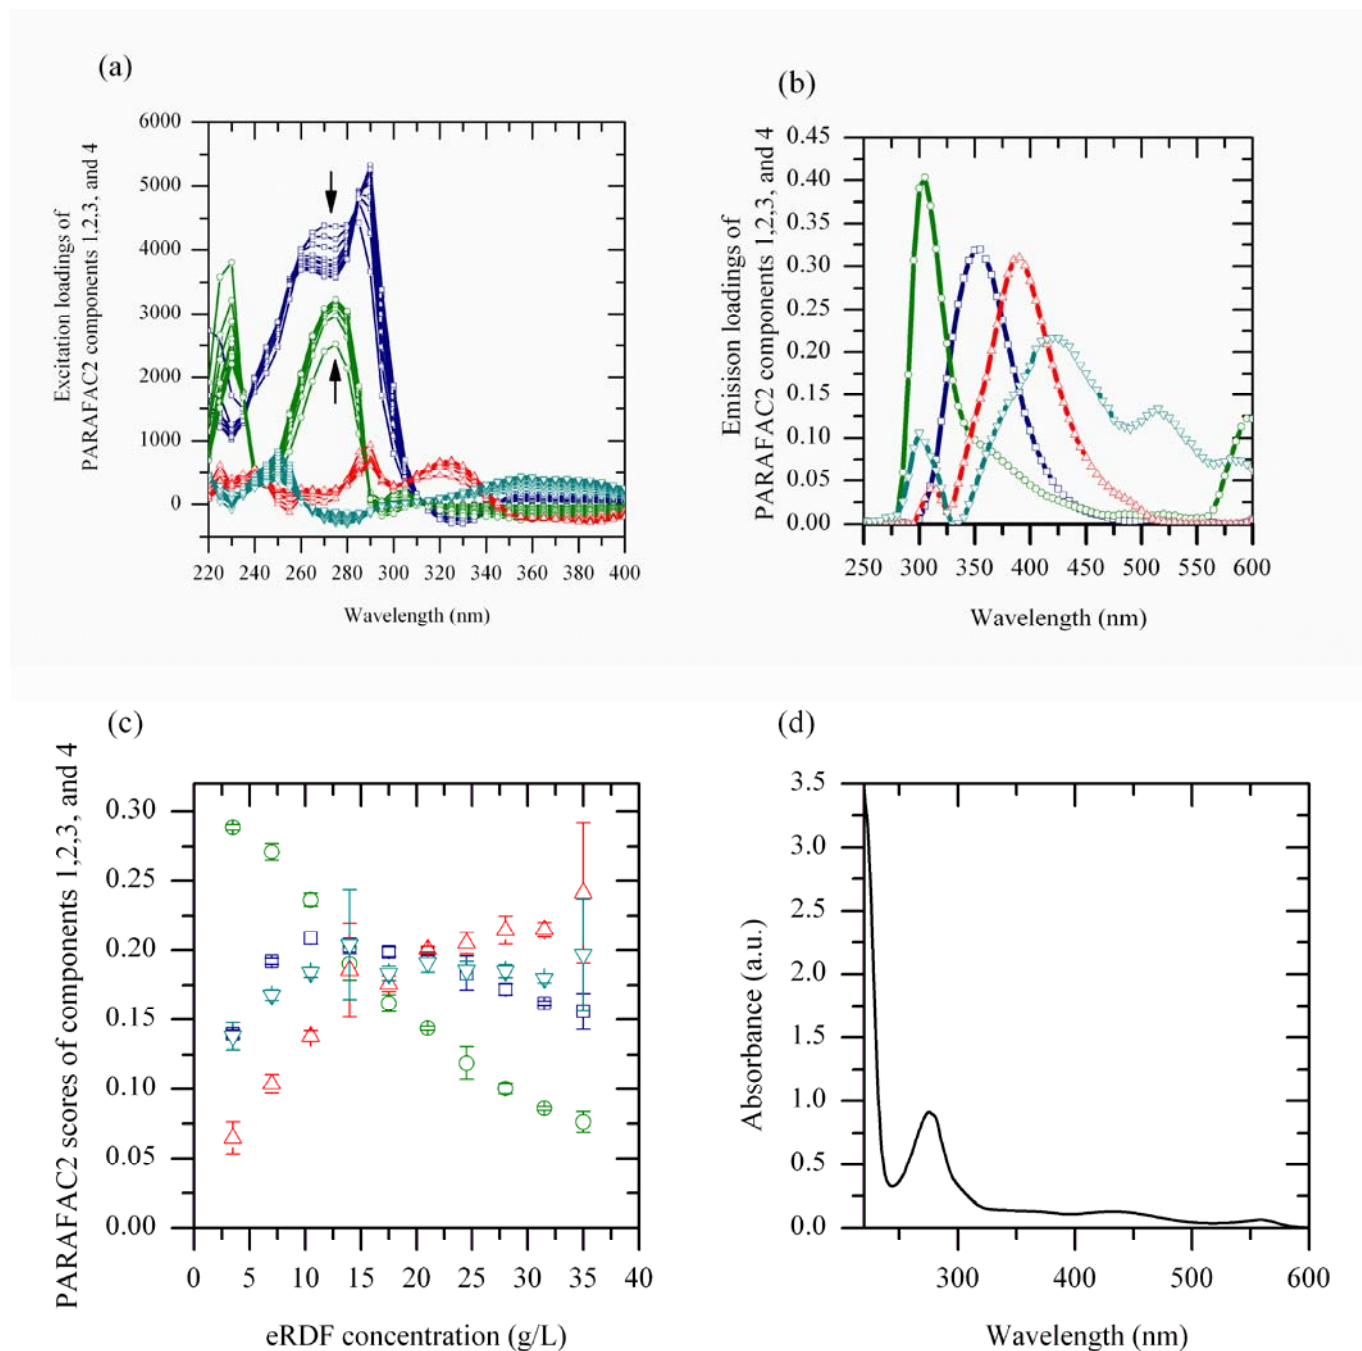 (a)
6000
5000
4000
3000
2000
1000
0
220 240 260 280 300 320 340 360 380 400
Wavelength (nm)
Excitation loadings of
PARAFAC2 components 1,2,3, and 4
(b)
0.45
0.40
0.35
0.30
0.25
0.20
0.15
0.10
0.05
0.00
250 300 350 400 450 500 550 600
Wavelength (nm)
Emisison loadings of
PARAFAC2 components 1,2,3, and 4
(c)
0.30
0.25
0.20
0.15
0.10
0.05
0.00
0 5 10 15 20 25 30 35 40
eRDF concentration (g/L)
PARAFAC2 scores of components 1,2,3, and 4
(d)
3.5
3.0
2.5
2.0
1.5
1.0
0.5
0.0
300 400 500 600
Wavelength (nm)
Absorbance (a.u.)